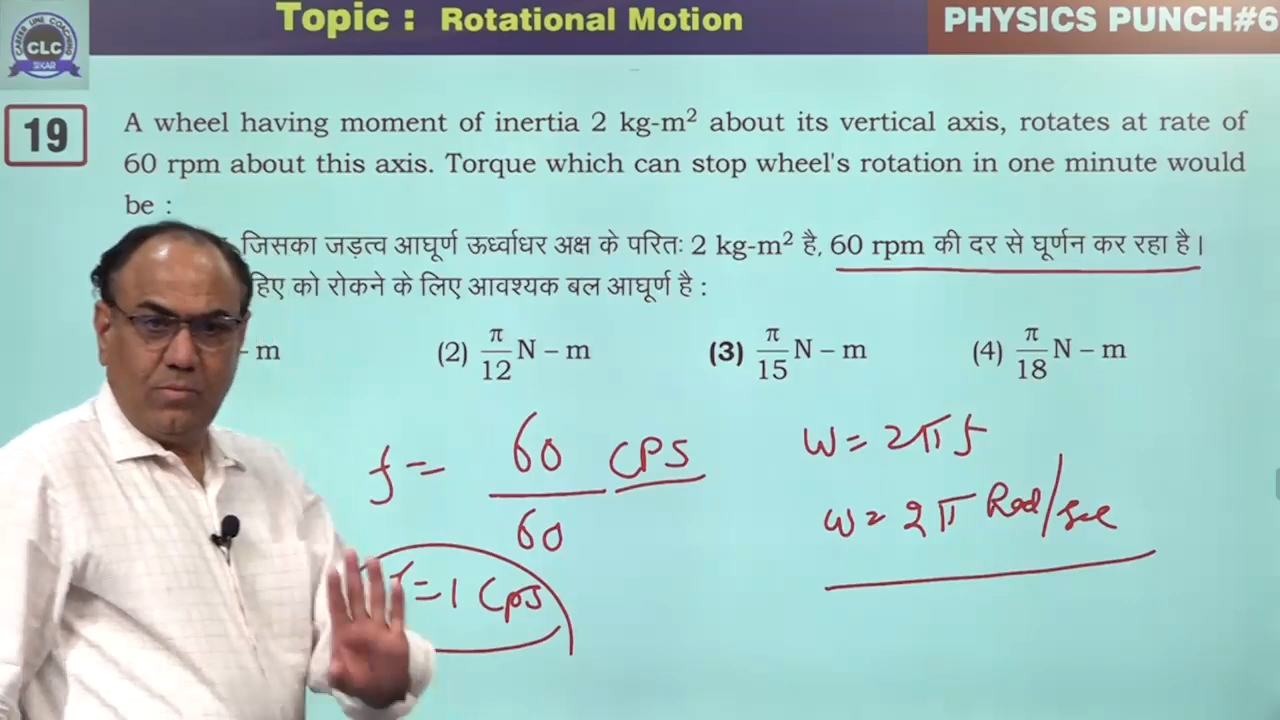 Topic : Rotational Motion
PHYSICS PUNCH#6
CAREER LINE COACHING
CLC
SIKAR
19
A wheel having moment of inertia 2 kg-m² about its vertical axis, rotates at rate of
60 rpm about this axis. Torque which can stop wheel's rotation in one minute would
be :
जिसका जड़त्व आघूर्ण ऊर्ध्वाधर अक्ष के परितः 2 kg-m² है, 60 rpm की दर से घूर्णन कर रहा है।
हिए को रोकने के लिए आवश्यक बल आघूर्ण है :
- m
(2) π/12 N – m
(3) π/15 N – m
(4) π/18 N – m
f = 60/60 CPS
f = 1 Cps
w = 2πf
w = 2π Rad/sec